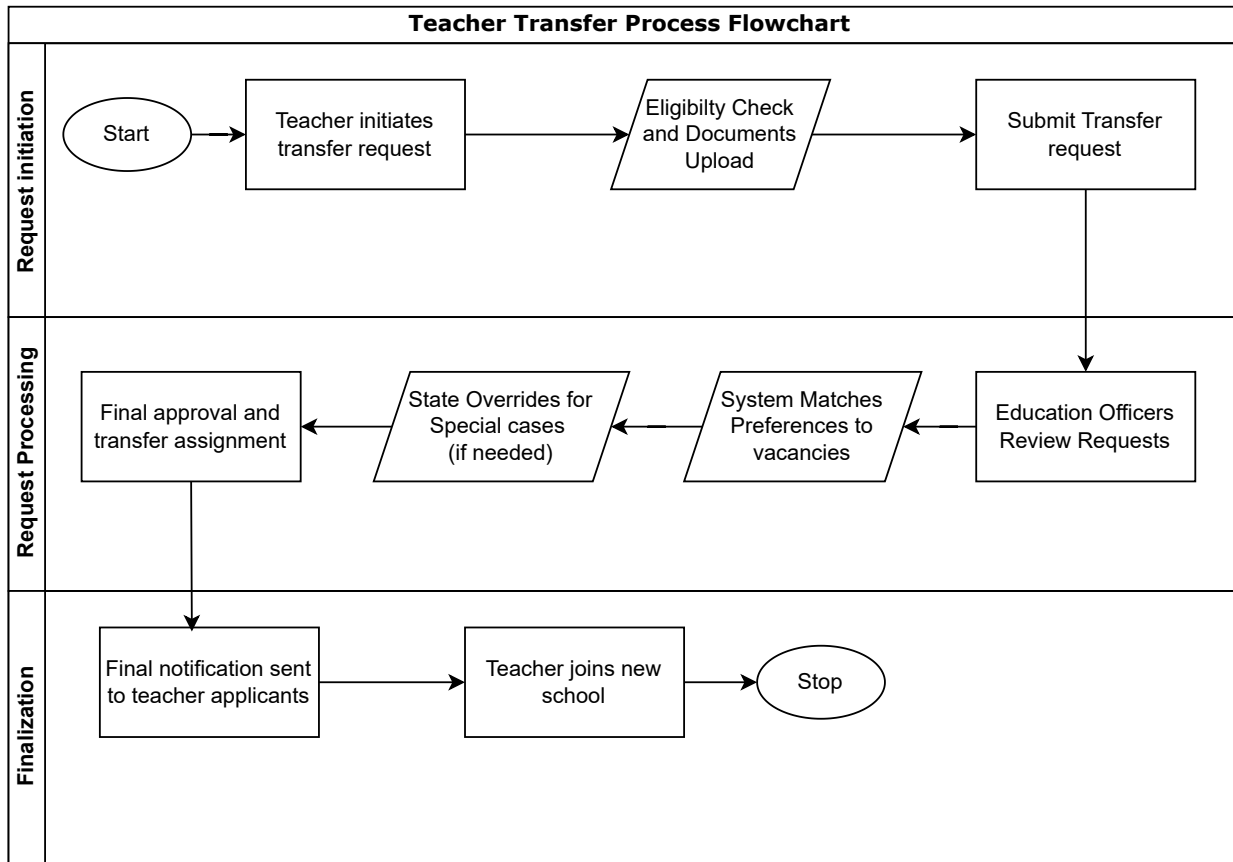 Teacher Transfer Process Flowchart
Request initiation
Start
Teacher initiates
transfer request
Eligibilty Check
and Documents
Upload
Submit Transfer
request
Request Processing
Education Officers
Review Requests
System Matches
Preferences to
vacancies
State Overrides for
Special cases
(if needed)
Final approval and
transfer assignment
Finalization
Final notification sent
to teacher applicants
Teacher joins new
school
Stop